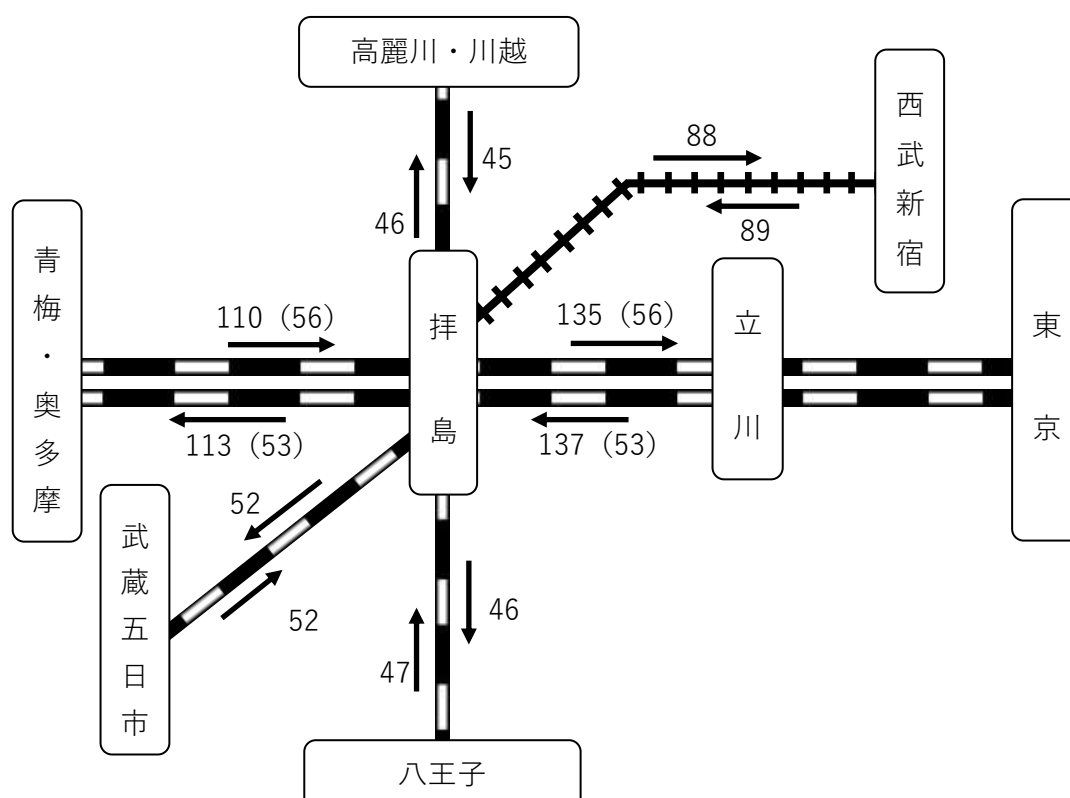 高麗川・川越
西武新宿
88
45
46
89
青梅・奥多摩
東京
110（56）
拝島
135（56）
立川
113（53）
137（53）
52
武蔵五日市
52
46
47
八王子